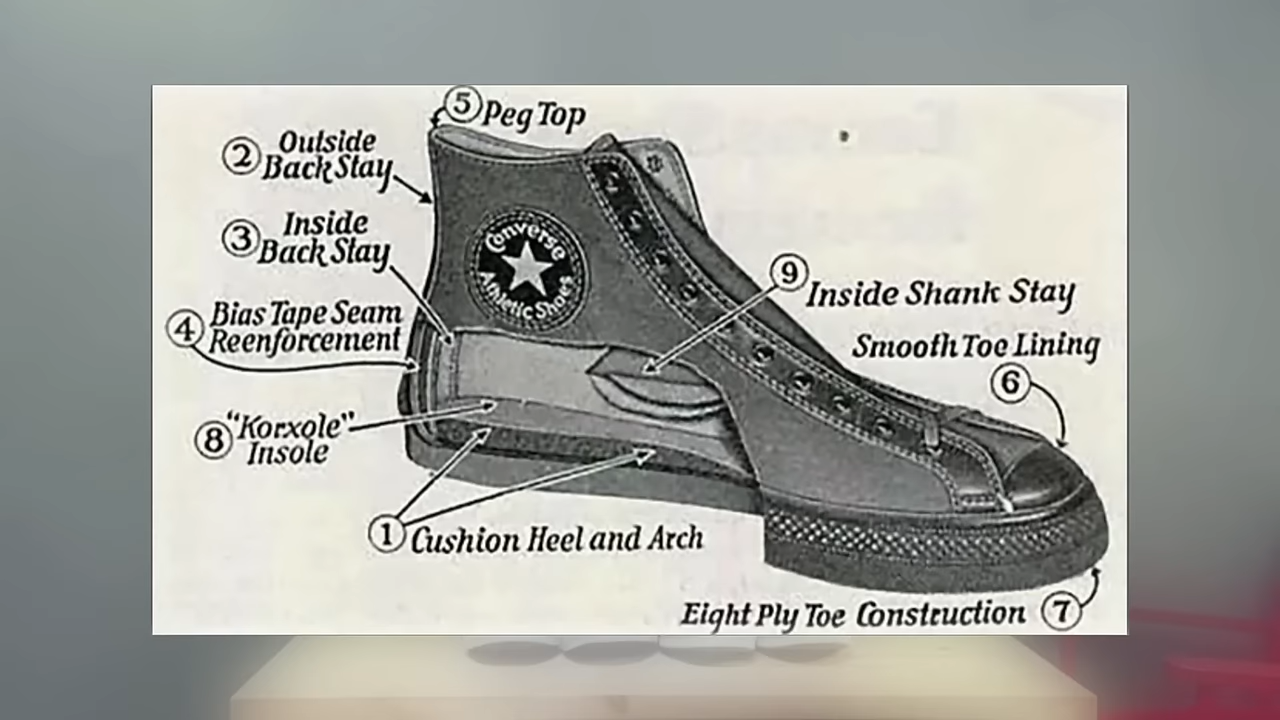 5 Peg Top
2 Outside
Back Stay
3 Inside
Back Stay
4 Bias Tape Seam
Reenforcement
8 "Korxole"
Insole
1 Cushion Heel and Arch
Converse
Athletic Shoes
9 Inside Shank Stay
Smooth Toe Lining
6
Eight Ply Toe Construction 7